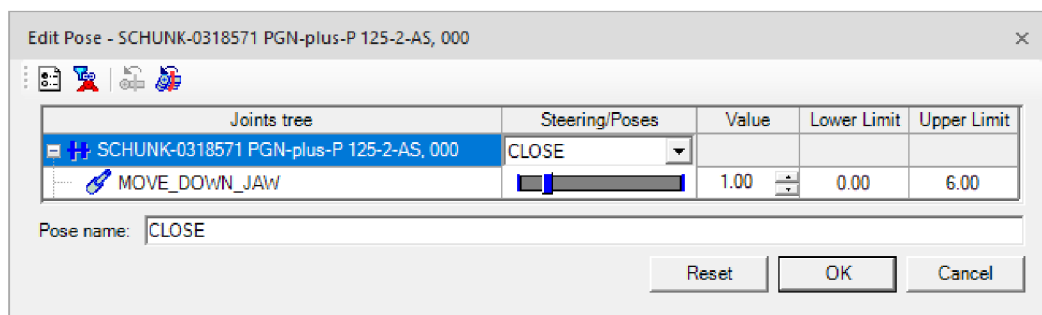 Edit Pose - SCHUNK-0318571 PGN-plus-P 125-2-AS, 000
Joints tree Steering/Poses Value Lower Limit Upper Limit
SCHUNK-0318571 PGN-plus-P 125-2-AS, 000 CLOSE
MOVE_DOWN_JAW 1.00 0.00 6.00
Pose name: CLOSE
Reset OK Cancel